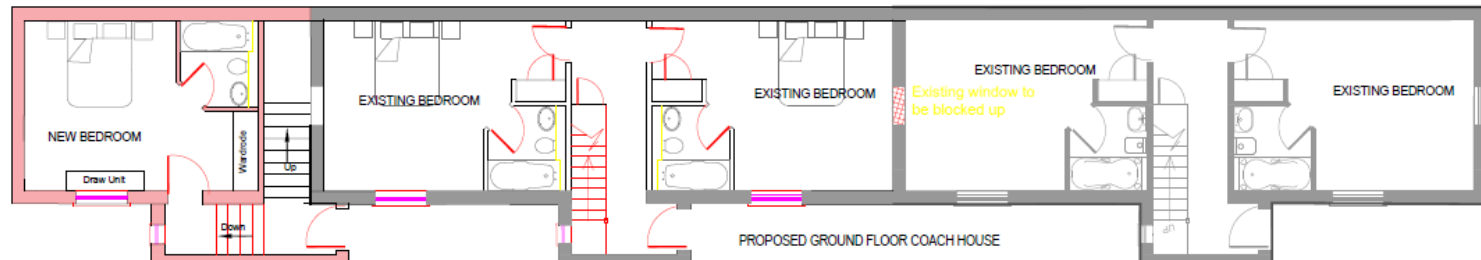 NEW BEDROOM
Draw Unit
Wardrode
Up
Down
EXISTING BEDROOM
EXISTING BEDROOM
EXISTING BEDROOM
Existing window to
be blocked up
EXISTING BEDROOM
PROPOSED GROUND FLOOR COACH HOUSE
UP